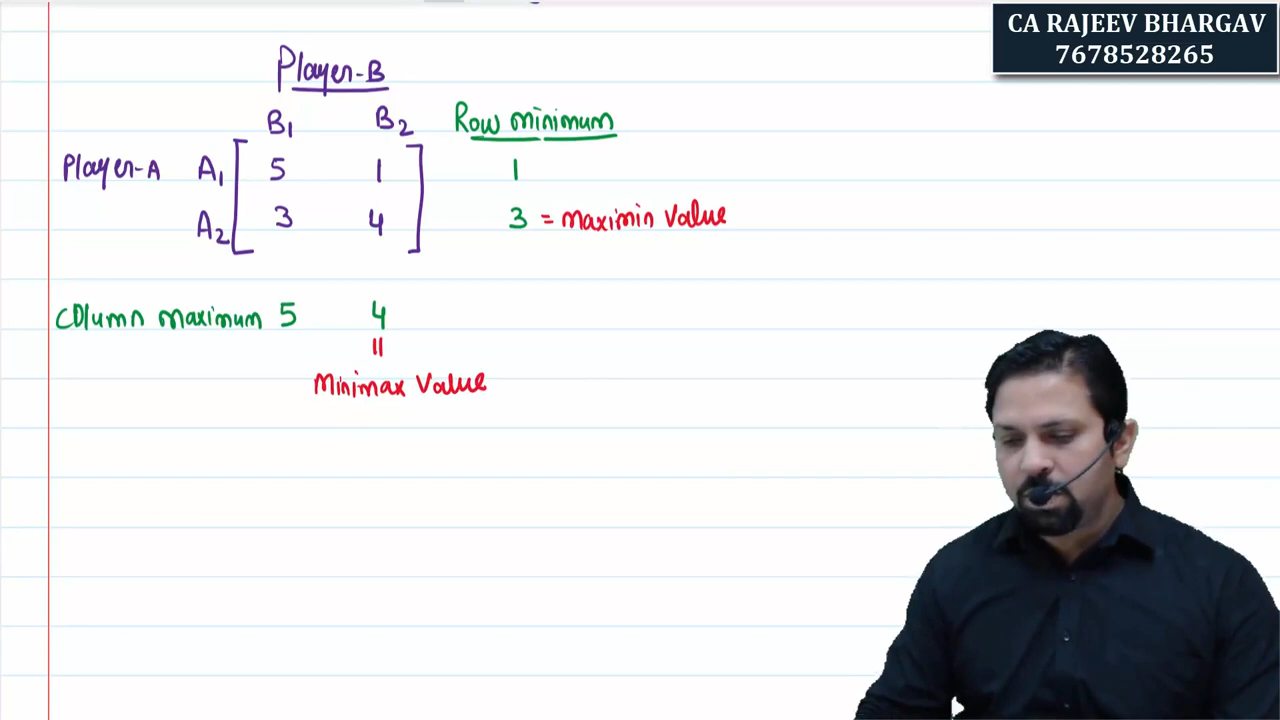 CA RAJEEV BHARGAV
7678528265
Player-B
B1 B2 Row minimum
Player-A A1 5 1 1
A2 3 4 3 = Maximin Value
Column maximum 5 4
=
Minimax Value